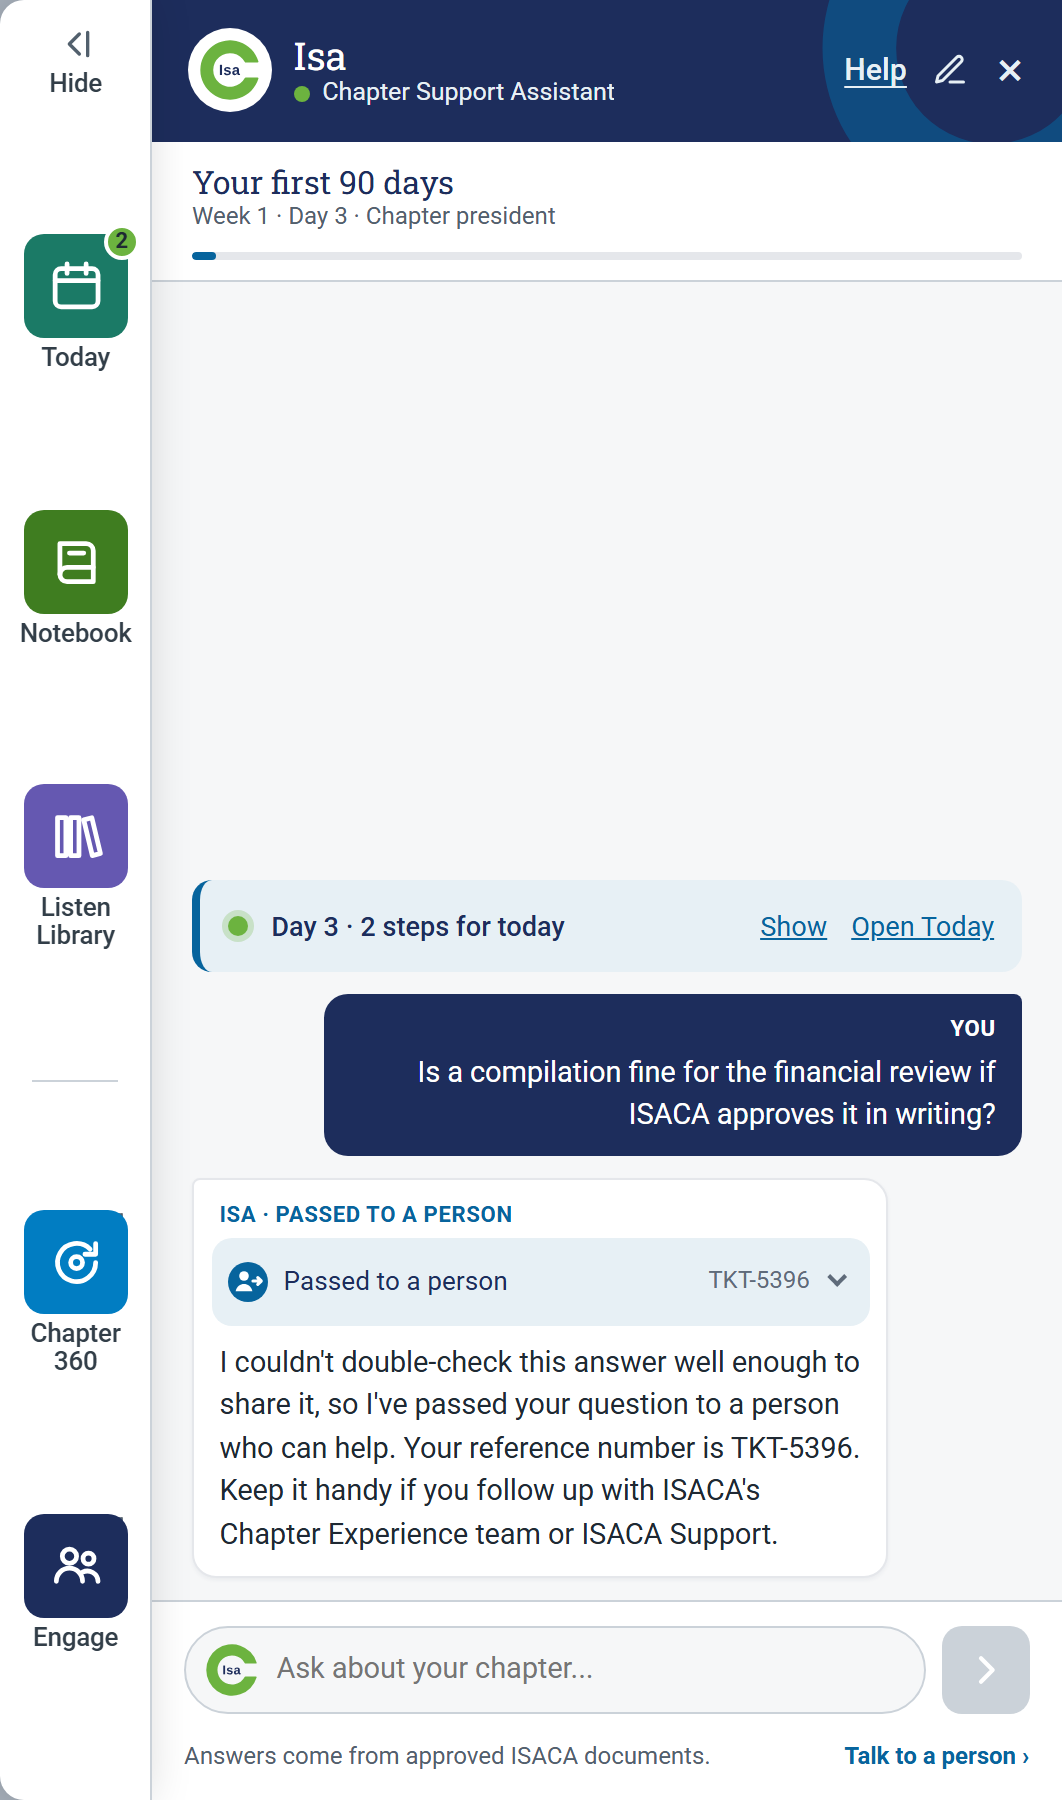 Hide
Isa
Isa
Chapter Support Assistant
Help
Your first 90 days
Week 1 · Day 3 · Chapter president
2
Today
Notebook
Listen
Library
Chapter
360
Engage
Day 3 · 2 steps for today
Show
Open Today
YOU
Is a compilation fine for the financial review if
ISACA approves it in writing?
ISA · PASSED TO A PERSON
Passed to a person
TKT-5396
I couldn't double-check this answer well enough to
share it, so I've passed your question to a person
who can help. Your reference number is TKT-5396.
Keep it handy if you follow up with ISACA's
Chapter Experience team or ISACA Support.
Isa
Ask about your chapter...
Answers come from approved ISACA documents.
Talk to a person ›